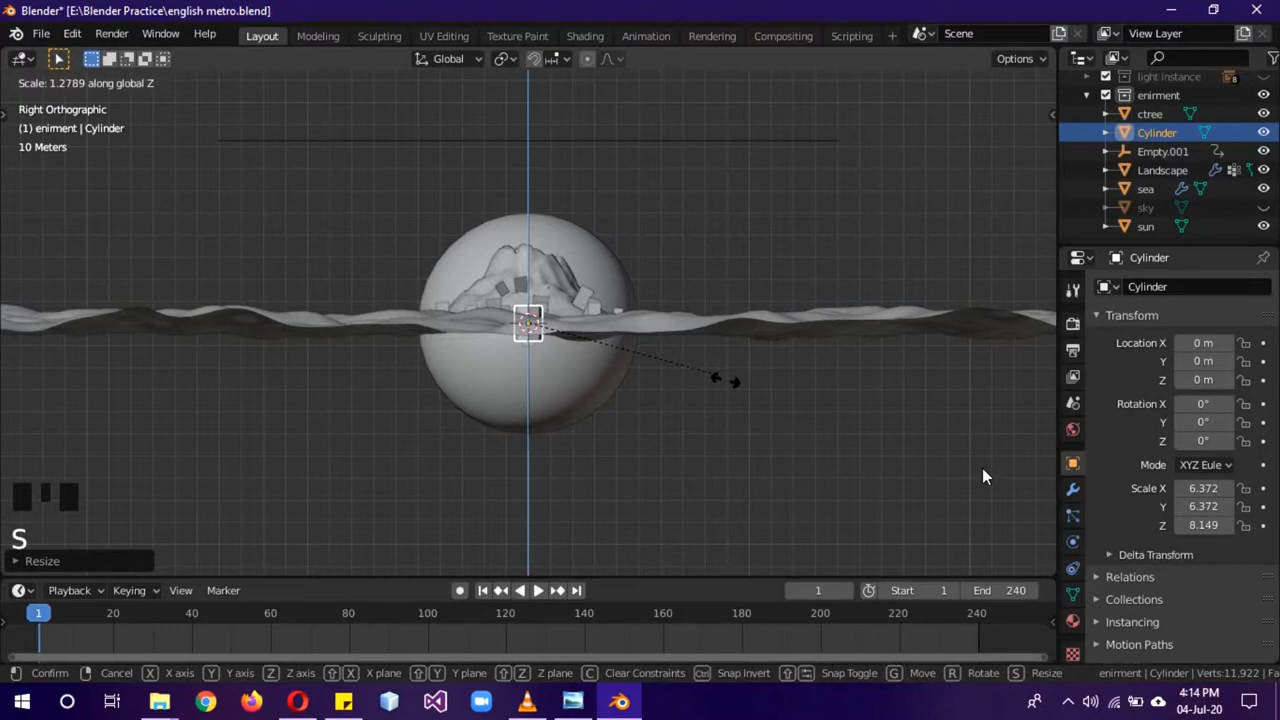 Blender* [E:\Blender Practice\english metro.blend]
File Edit Render Window Help Layout Modeling Sculpting UV Editing Texture Paint Shading Animation Rendering Compositing Scripting Scene View Layer
Global Options
Scale: 1.2789 along global Z
Right Orthographic
(1) enirment | Cylinder
10 Meters
light instance 8
enirment
ctree
Cylinder
Empty.001
Landscape
sea
sky
sun
Cylinder
Cylinder
Transform
Location X 0 m
Y 0 m
Z 0 m
Rotation X 0°
Y 0°
Z 0°
Mode XYZ Eule
Scale X 6.372
Y 6.372
Z 8.149
Delta Transform
Relations
Collections
Instancing
Motion Paths
S
Resize
Playback Keying View Marker 1 Start 1 End 240
1 20 40 60 80 100 120 140 160 180 200 220 240
Confirm Cancel X X axis Y Y axis Z Z axis X X plane Y Y plane Z Z plane C Clear Constraints Ctrl Snap Invert Snap Toggle G Move R Rotate S Resize enirment | Cylinder | Verts:11,922 | Fa
4:14 PM
04-Jul-20